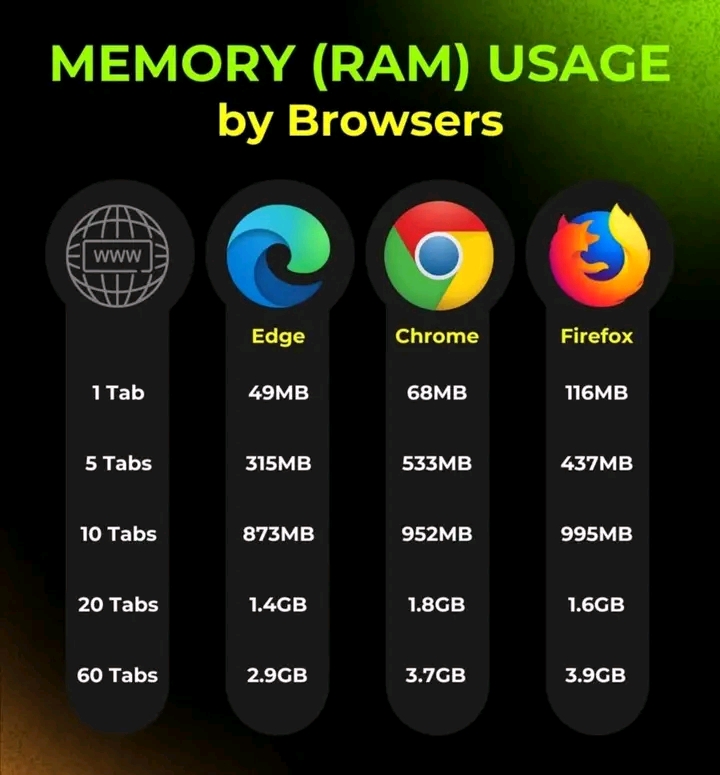 MEMORY (RAM) USAGE
by Browsers
www
Edge Chrome Firefox
1 Tab 49MB 68MB 116MB
5 Tabs 315MB 533MB 437MB
10 Tabs 873MB 952MB 995MB
20 Tabs 1.4GB 1.8GB 1.6GB
60 Tabs 2.9GB 3.7GB 3.9GB